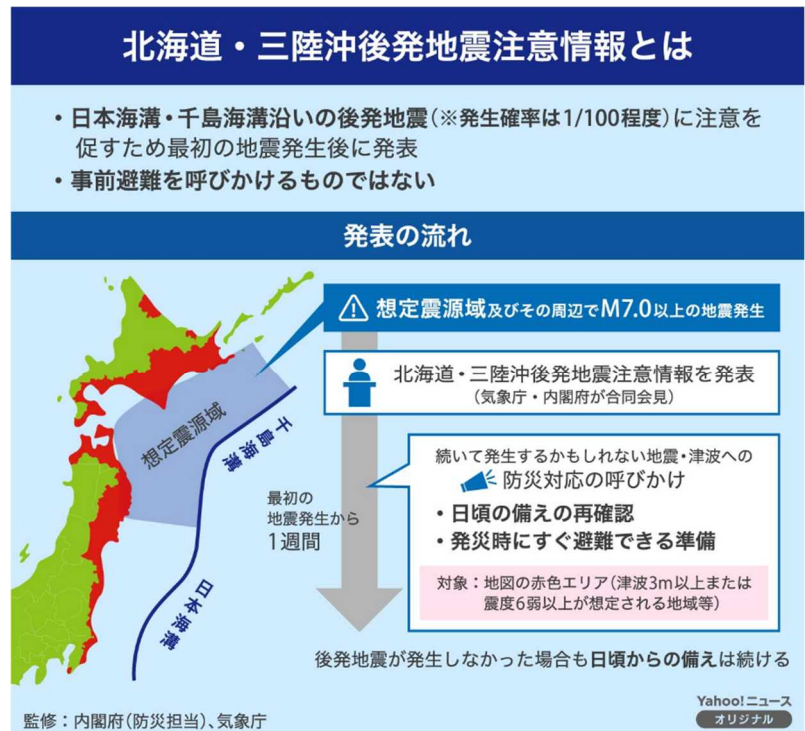 北海道・三陸沖後発地震注意情報とは
・日本海溝・千島海溝沿いの後発地震(※発生確率は1/100程度)に注意を
促すため最初の地震発生後に発表
・事前避難を呼びかけるものではない
発表の流れ
想定震源域及びその周辺でM7.0以上の地震発生
北海道・三陸沖後発地震注意情報を発表
(気象庁・内閣府が合同会見)
想定震源域
千島海溝
日本海溝
最初の
地震発生から
1週間
続いて発生するかもしれない地震・津波への
防災対応の呼びかけ
・日頃の備えの再確認
・発災時にすぐ避難できる準備
対象:地図の赤色エリア(津波3m以上または
震度6弱以上が想定される地域等)
後発地震が発生しなかった場合も日頃からの備えは続ける
監修:内閣府(防災担当)、気象庁
Yahoo!ニュース
オリジナル